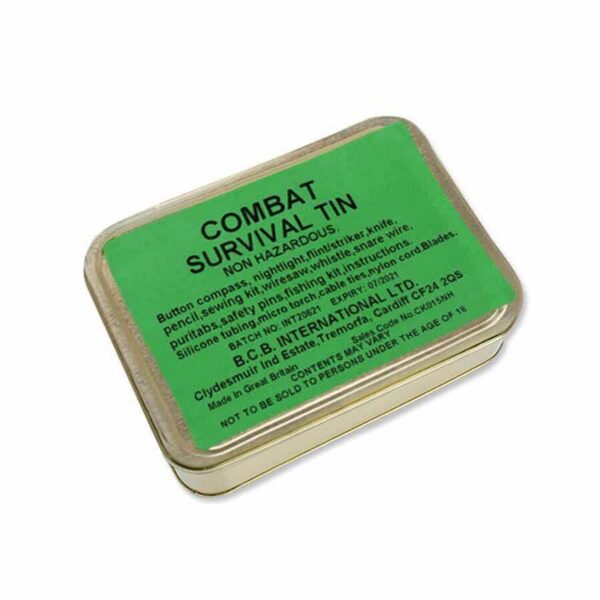 COMBAT
SURVIVAL TIN
NON HAZARDOUS.
Button compass, nightlight,flint/striker,knife,
pencil,sewing kit,wiresaw,whistle,snare wire,
puritabs,safety pins,fishing kit,instructions.
Silicone tubing,micro torch,cable ties,nylon cord.Blades.
BATCH NO: INT20621 EXPIRY: 07/2021
B.C.B. INTERNATIONAL LTD.
Clydesmuir Ind Estate,Tremorfa, Cardiff CF24 2QS
Made in Great Britain Sales Code No.CK015NH
CONTENTS MAY VARY
NOT TO BE SOLD TO PERSONS UNDER THE AGE OF 18